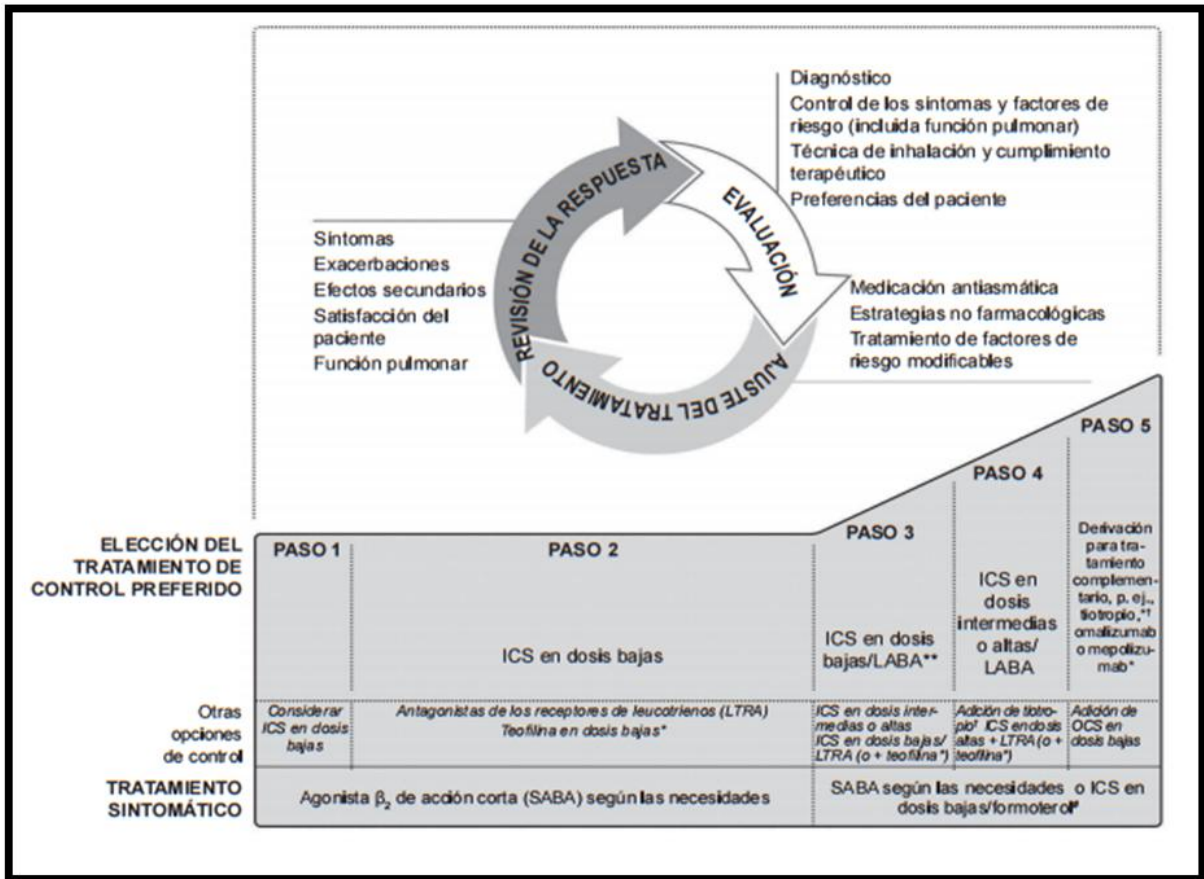 Diagnóstico
Control de los síntomas y factores de
riesgo (incluida función pulmonar)
Técnica de inhalación y cumplimiento
terapéutico
Preferencias del paciente
REVISIÓN DE LA RESPUESTA
EVALUACIÓN
AJUSTE DEL TRATAMIENTO
Síntomas
Exacerbaciones
Efectos secundarios
Satisfacción del
paciente
Función pulmonar
Medicación antiasmática
Estrategias no farmacológicas
Tratamiento de factores de
riesgo modificables
ELECCIÓN DEL
TRATAMIENTO DE
CONTROL PREFERIDO
PASO 1
PASO 2
ICS en dosis bajas
PASO 3
ICS en dosis
bajas/LABA**
PASO 4
ICS en
dosis
intermedias
o altas/
LABA
PASO 5
Derivación
para tra-
tamiento
complemen-
tario, p. ej.,
tiotropio,*†
omalizumab
o mepolizu-
mab*
Otras
opciones
de control
Considerar
ICS en dosis
bajas
Antagonistas de los receptores de leucotrienos (LTRA)
Teofilina en dosis bajas*
ICS en dosis inter-
medias o altas
ICS en dosis bajas/
LTRA (o + teofilina*)
Adición de tiotro-
pio† ICS en dosis
altas + LTRA (o +
teofilina*)
Adición de
OCS en
dosis bajas
TRATAMIENTO
SINTOMÁTICO
Agonista β2 de acción corta (SABA) según las necesidades
SABA según las necesidades o ICS en
dosis bajas/formoterol#